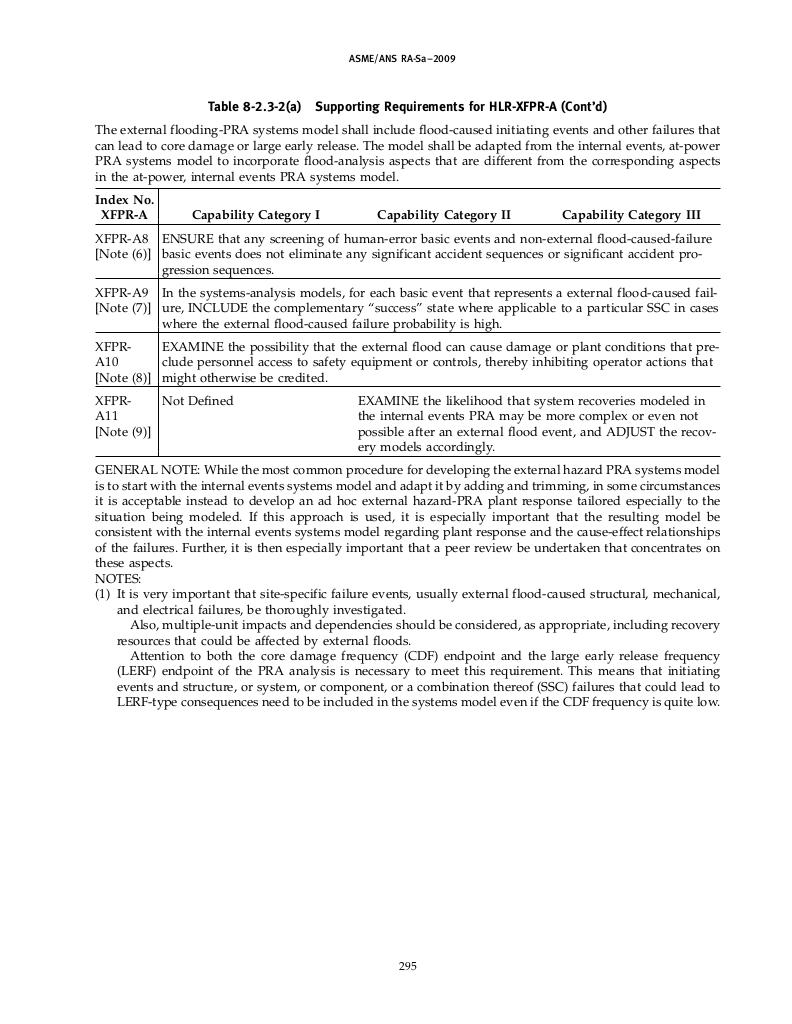 ASME/ANS RA-Sa–2009
Table 8-2.3-2(a) Supporting Requirements for HLR-XFPR-A (Cont'd)
The external flooding-PRA systems model shall include flood-caused initiating events and other failures that
can lead to core damage or large early release. The model shall be adapted from the internal events, at-power
PRA systems model to incorporate flood-analysis aspects that are different from the corresponding aspects
in the at-power, internal events PRA systems model.
Index No.
XFPR-A Capability Category I Capability Category II Capability Category III
XFPR-A8 ENSURE that any screening of human-error basic events and non-external flood-caused-failure
[Note (6)] basic events does not eliminate any significant accident sequences or significant accident pro-
gression sequences.
XFPR-A9 In the systems-analysis models, for each basic event that represents a external flood-caused fail-
[Note (7)] ure, INCLUDE the complementary “success” state where applicable to a particular SSC in cases
where the external flood-caused failure probability is high.
XFPR- EXAMINE the possibility that the external flood can cause damage or plant conditions that pre-
A10 clude personnel access to safety equipment or controls, thereby inhibiting operator actions that
[Note (8)] might otherwise be credited.
XFPR- Not Defined EXAMINE the likelihood that system recoveries modeled in
A11 the internal events PRA may be more complex or even not
[Note (9)] possible after an external flood event, and ADJUST the recov-
ery models accordingly.
GENERAL NOTE: While the most common procedure for developing the external hazard PRA systems model
is to start with the internal events systems model and adapt it by adding and trimming, in some circumstances
it is acceptable instead to develop an ad hoc external hazard-PRA plant response tailored especially to the
situation being modeled. If this approach is used, it is especially important that the resulting model be
consistent with the internal events systems model regarding plant response and the cause-effect relationships
of the failures. Further, it is then especially important that a peer review be undertaken that concentrates on
these aspects.
NOTES:
(1) It is very important that site-specific failure events, usually external flood-caused structural, mechanical,
and electrical failures, be thoroughly investigated.
Also, multiple-unit impacts and dependencies should be considered, as appropriate, including recovery
resources that could be affected by external floods.
Attention to both the core damage frequency (CDF) endpoint and the large early release frequency
(LERF) endpoint of the PRA analysis is necessary to meet this requirement. This means that initiating
events and structure, or system, or component, or a combination thereof (SSC) failures that could lead to
LERF-type consequences need to be included in the systems model even if the CDF frequency is quite low.
295